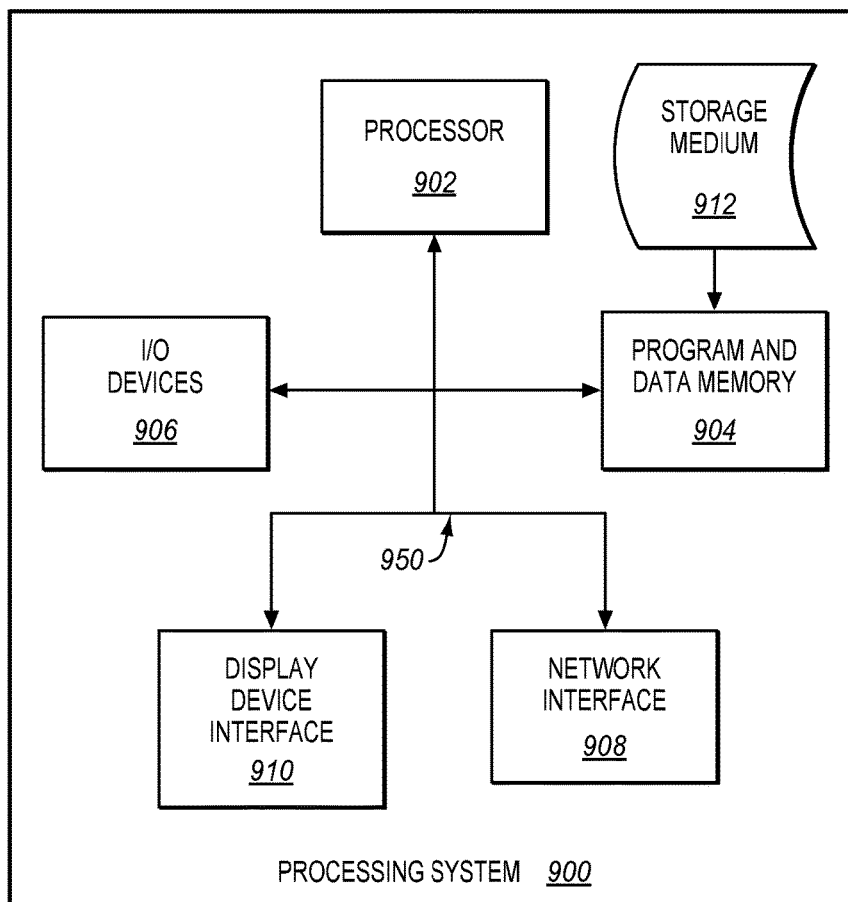 PROCESSOR
902
STORAGE
MEDIUM
912
I/O
DEVICES
906
PROGRAM AND
DATA MEMORY
904
950
DISPLAY
DEVICE
INTERFACE
910
NETWORK
INTERFACE
908
PROCESSING SYSTEM 900